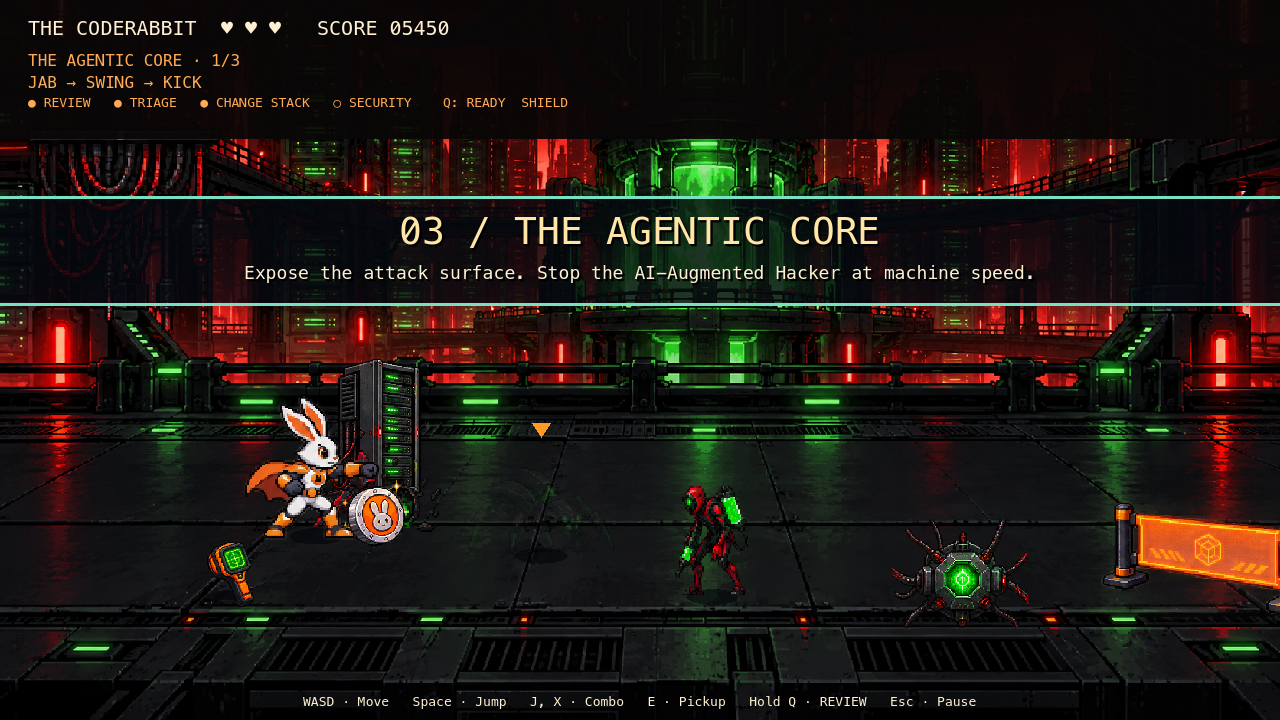 THE CODERABBIT ♥ ♥ ♥ SCORE 05450
THE AGENTIC CORE · 1/3
JAB → SWING → KICK
● REVIEW ● TRIAGE ● CHANGE STACK ○ SECURITY Q: READY SHIELD
03 / THE AGENTIC CORE
Expose the attack surface. Stop the AI-Augmented Hacker at machine speed.
WASD · Move Space · Jump J, X · Combo E · Pickup Hold Q · REVIEW Esc · Pause